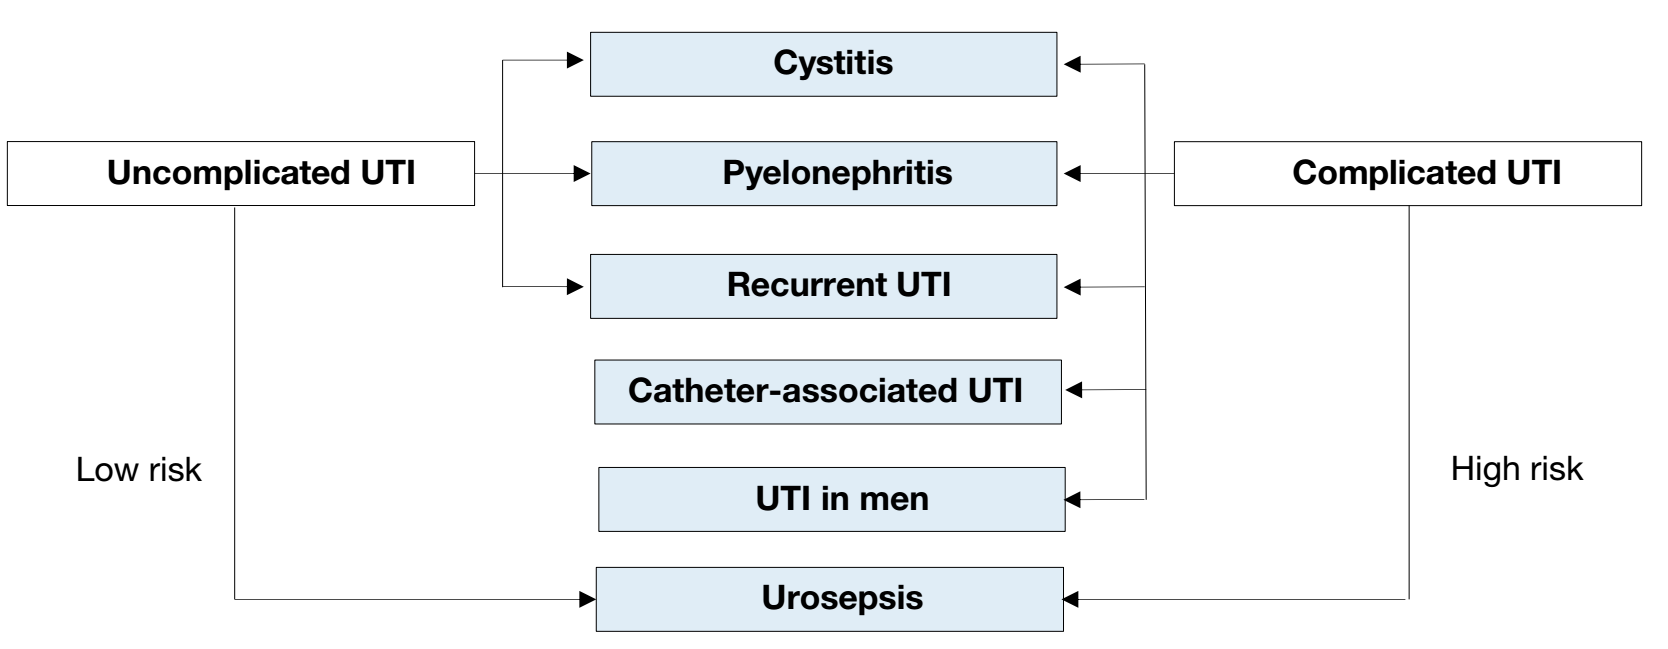 Cystitis
Uncomplicated UTI
Pyelonephritis
Complicated UTI
Recurrent UTI
Catheter-associated UTI
Low risk
High risk
UTI in men
Urosepsis